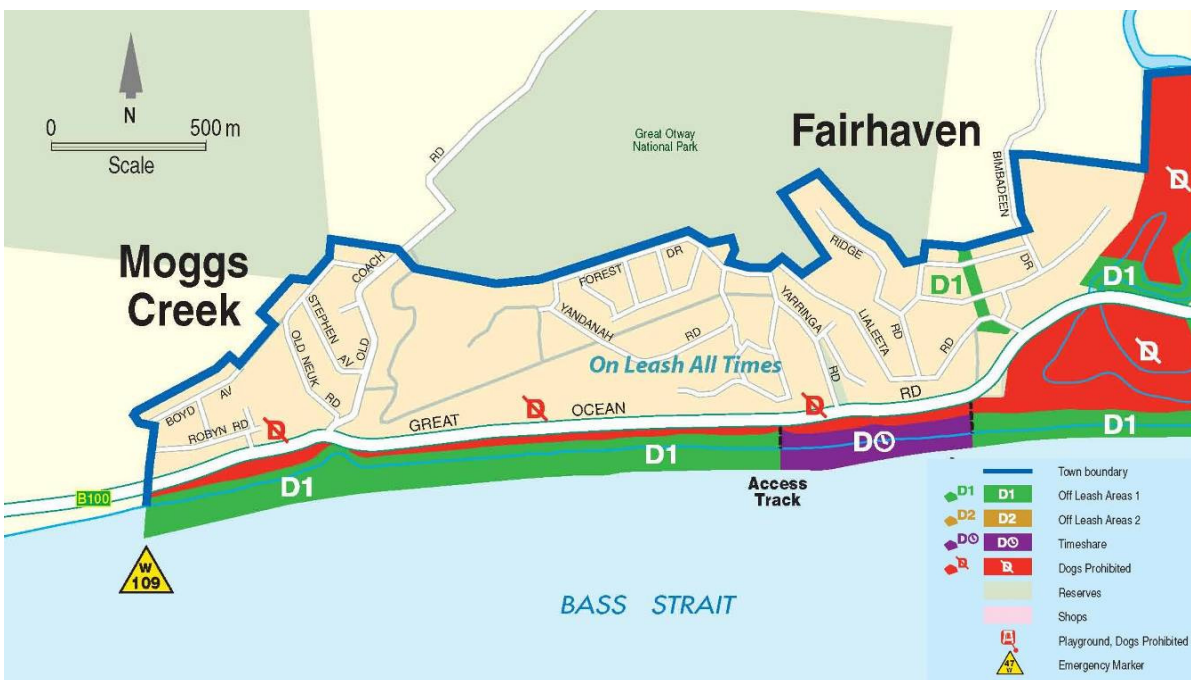 N
0 500 m
Scale
Great Otway
National Park
Fairhaven
Moggs
Creek
RD
COACH
OLD
STEPHEN AV
OLD NEUK RD
BOYD AV
ROBYN RD
FOREST DR
YANDANAH RD
YARRINGA RD
RIDGE RD
LIALEETA RD
BIMBADEEN DR
D1
D1
D
D
On Leash All Times
D
D
D
GREAT OCEAN RD
D1
D1
D
D1
Access
Track
B100
W
109
BASS STRAIT
Town boundary
D1 D1 Off Leash Areas 1
D2 D2 Off Leash Areas 2
D D Timeshare
D D Dogs Prohibited
Reserves
Shops
Playground, Dogs Prohibited
47
W
Emergency Marker